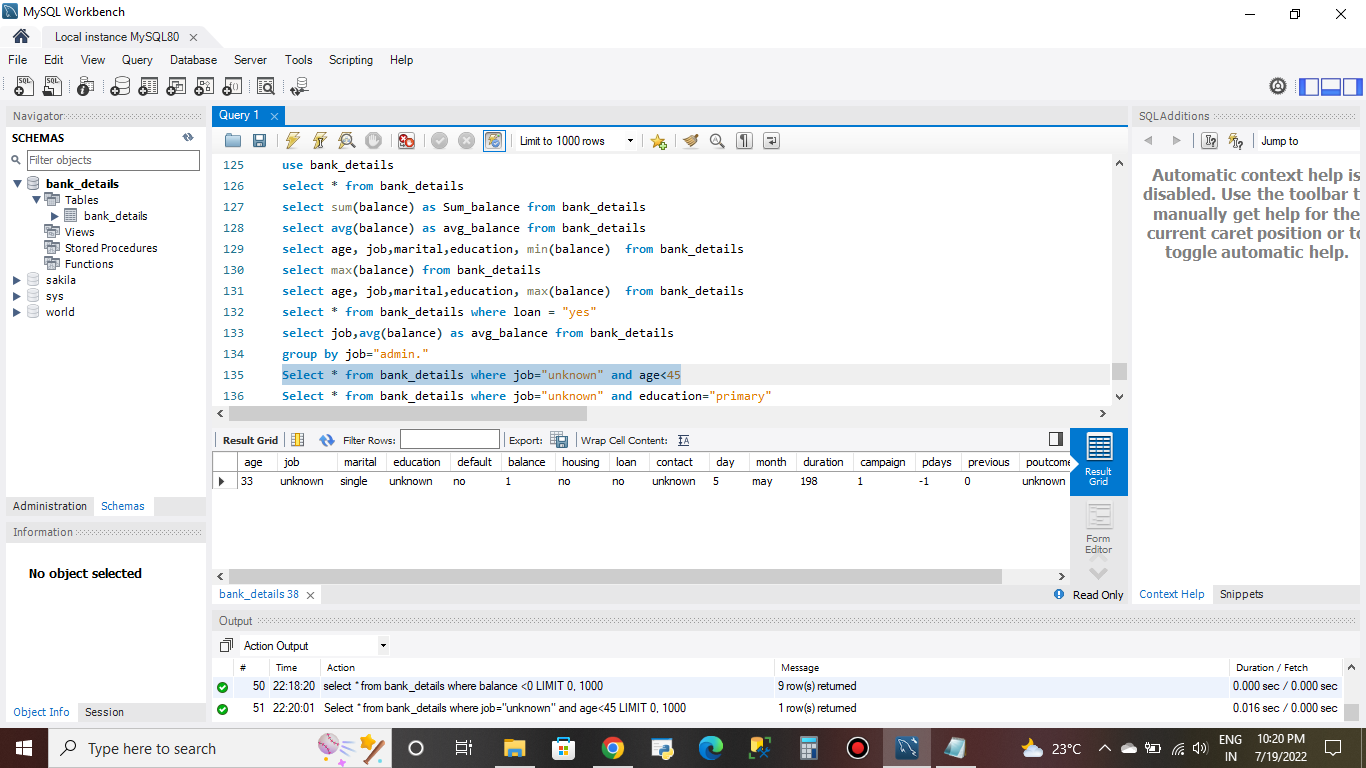 MySQL Workbench
Local instance MySQL80
File Edit View Query Database Server Tools Scripting Help
Navigator
SCHEMAS
Filter objects
bank_details
Tables
bank_details
Views
Stored Procedures
Functions
sakila
sys
world
Administration Schemas
Information
No object selected
Object Info Session
Query 1
Limit to 1000 rows
125 use bank_details
126 select * from bank_details
127 select sum(balance) as Sum_balance from bank_details
128 select avg(balance) as avg_balance from bank_details
129 select age, job,marital,education, min(balance)  from bank_details
130 select max(balance) from bank_details
131 select age, job,marital,education, max(balance)  from bank_details
132 select * from bank_details where loan = "yes"
133 select job,avg(balance) as avg_balance from bank_details
134 group by job="admin."
135 Select * from bank_details where job="unknown" and age<45
136 Select * from bank_details where job="unknown" and education="primary"
Result Grid Filter Rows: Export: Wrap Cell Content:
age job marital education default balance housing loan contact day month duration campaign pdays previous poutcome
33 unknown single unknown no 1 no no unknown 5 may 198 1 -1 0 unknown
Result
Grid
Form
Editor
bank_details 38
Read Only
SQLAdditions
Jump to
Automatic context help is
disabled. Use the toolbar t
manually get help for the
current caret position or to
toggle automatic help.
Context Help Snippets
Output
Action Output
# Time Action Message Duration / Fetch
50 22:18:20 select * from bank_details where balance <0 LIMIT 0, 1000 9 row(s) returned 0.000 sec / 0.000 sec
51 22:20:01 Select * from bank_details where job="unknown" and age<45 LIMIT 0, 1000 1 row(s) returned 0.016 sec / 0.000 sec
Type here to search
23°C
ENG
IN
10:20 PM
7/19/2022